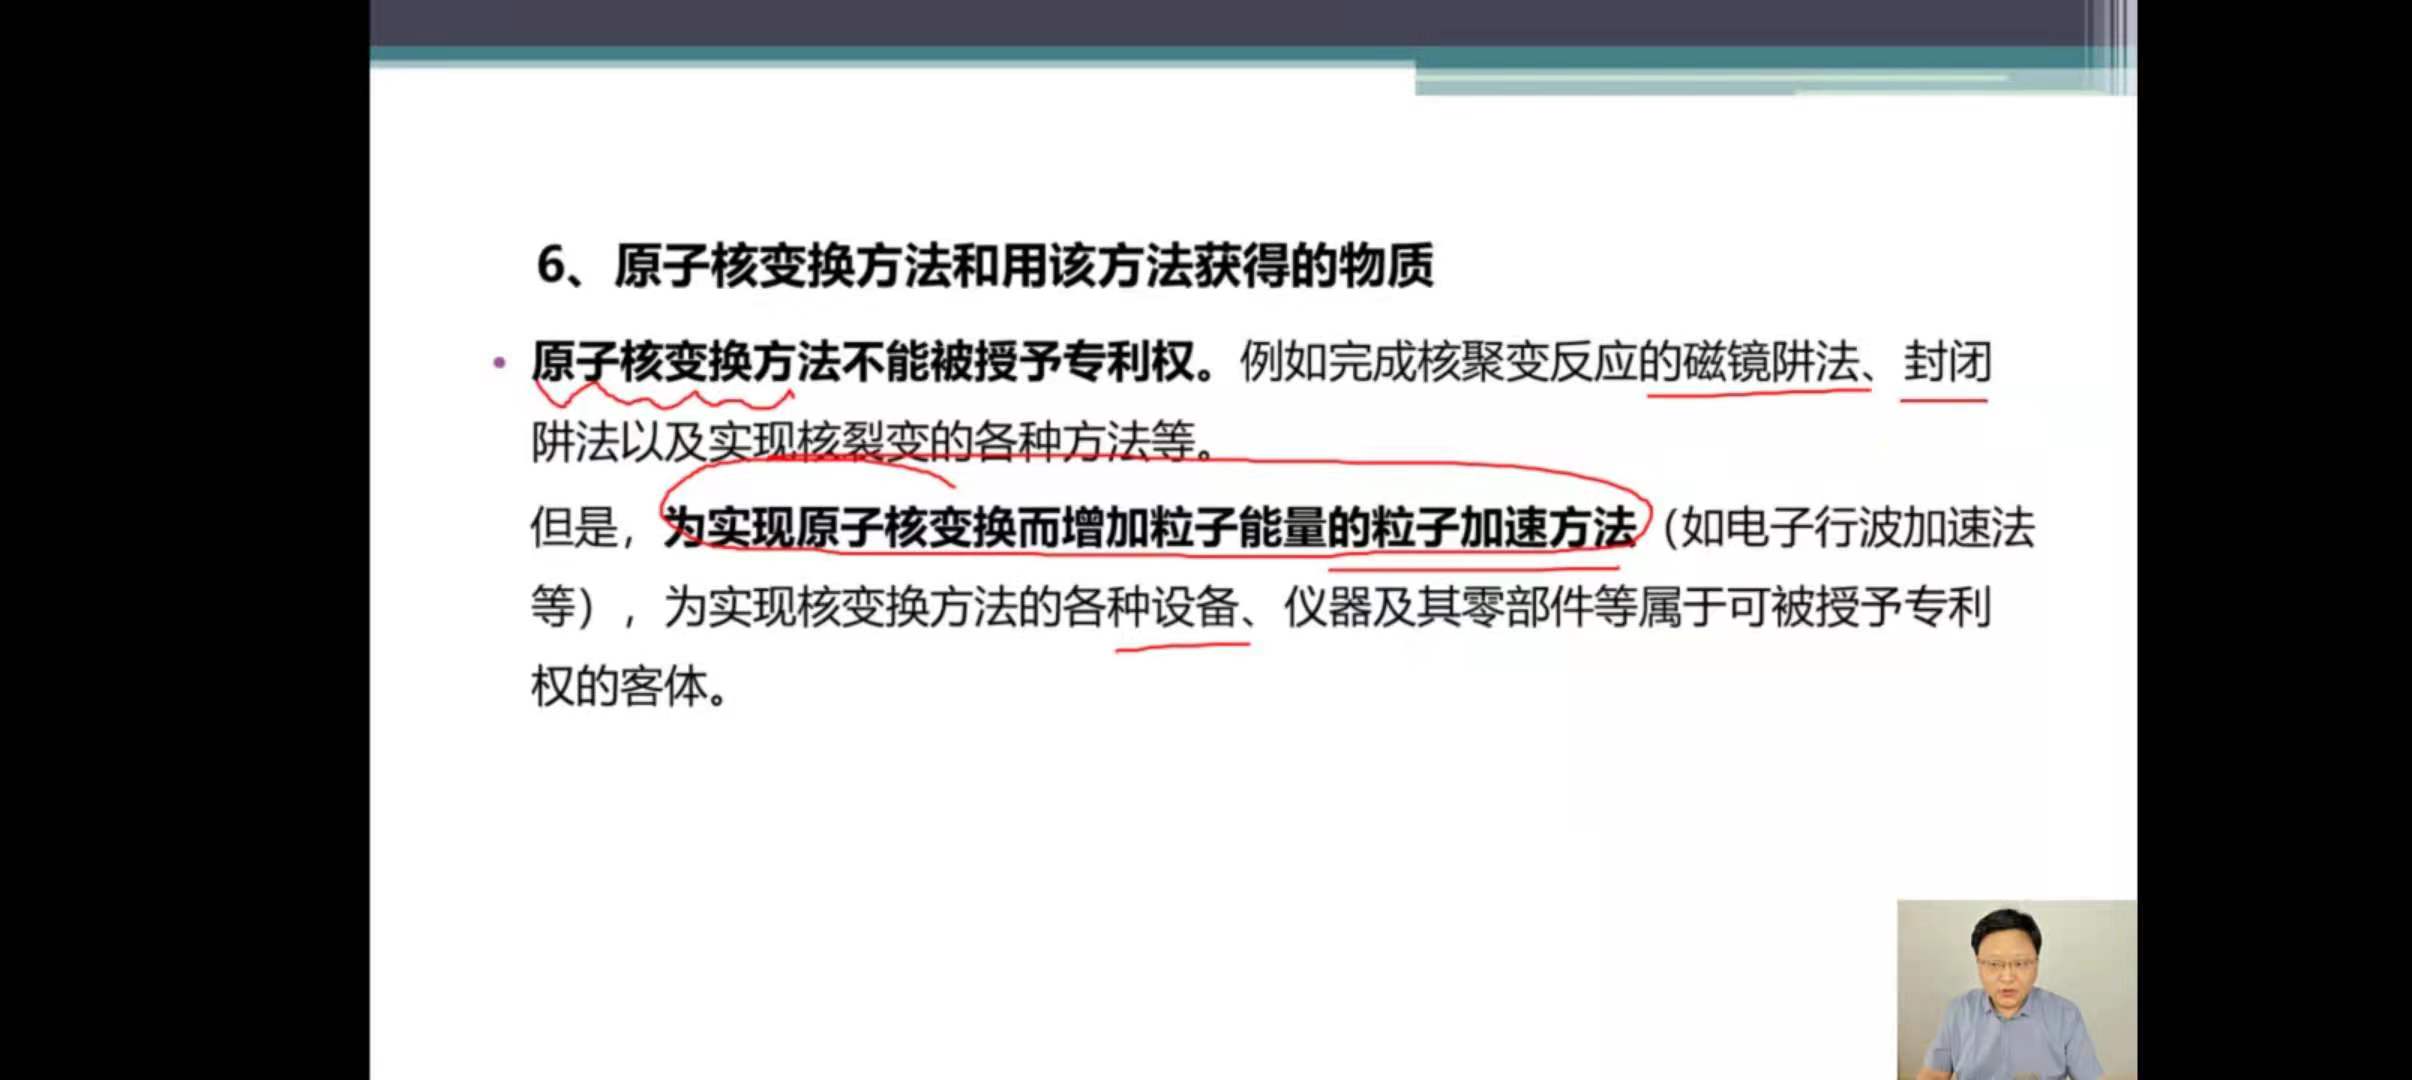 6、原子核变换方法和用该方法获得的物质
• 原子核变换方法不能被授予专利权。例如完成核聚变反应的磁镜阱法、封闭
阱法以及实现核裂变的各种方法等。
但是，为实现原子核变换而增加粒子能量的粒子加速方法（如电子行波加速法
等），为实现核变换方法的各种设备、仪器及其零部件等属于可被授予专利
权的客体。